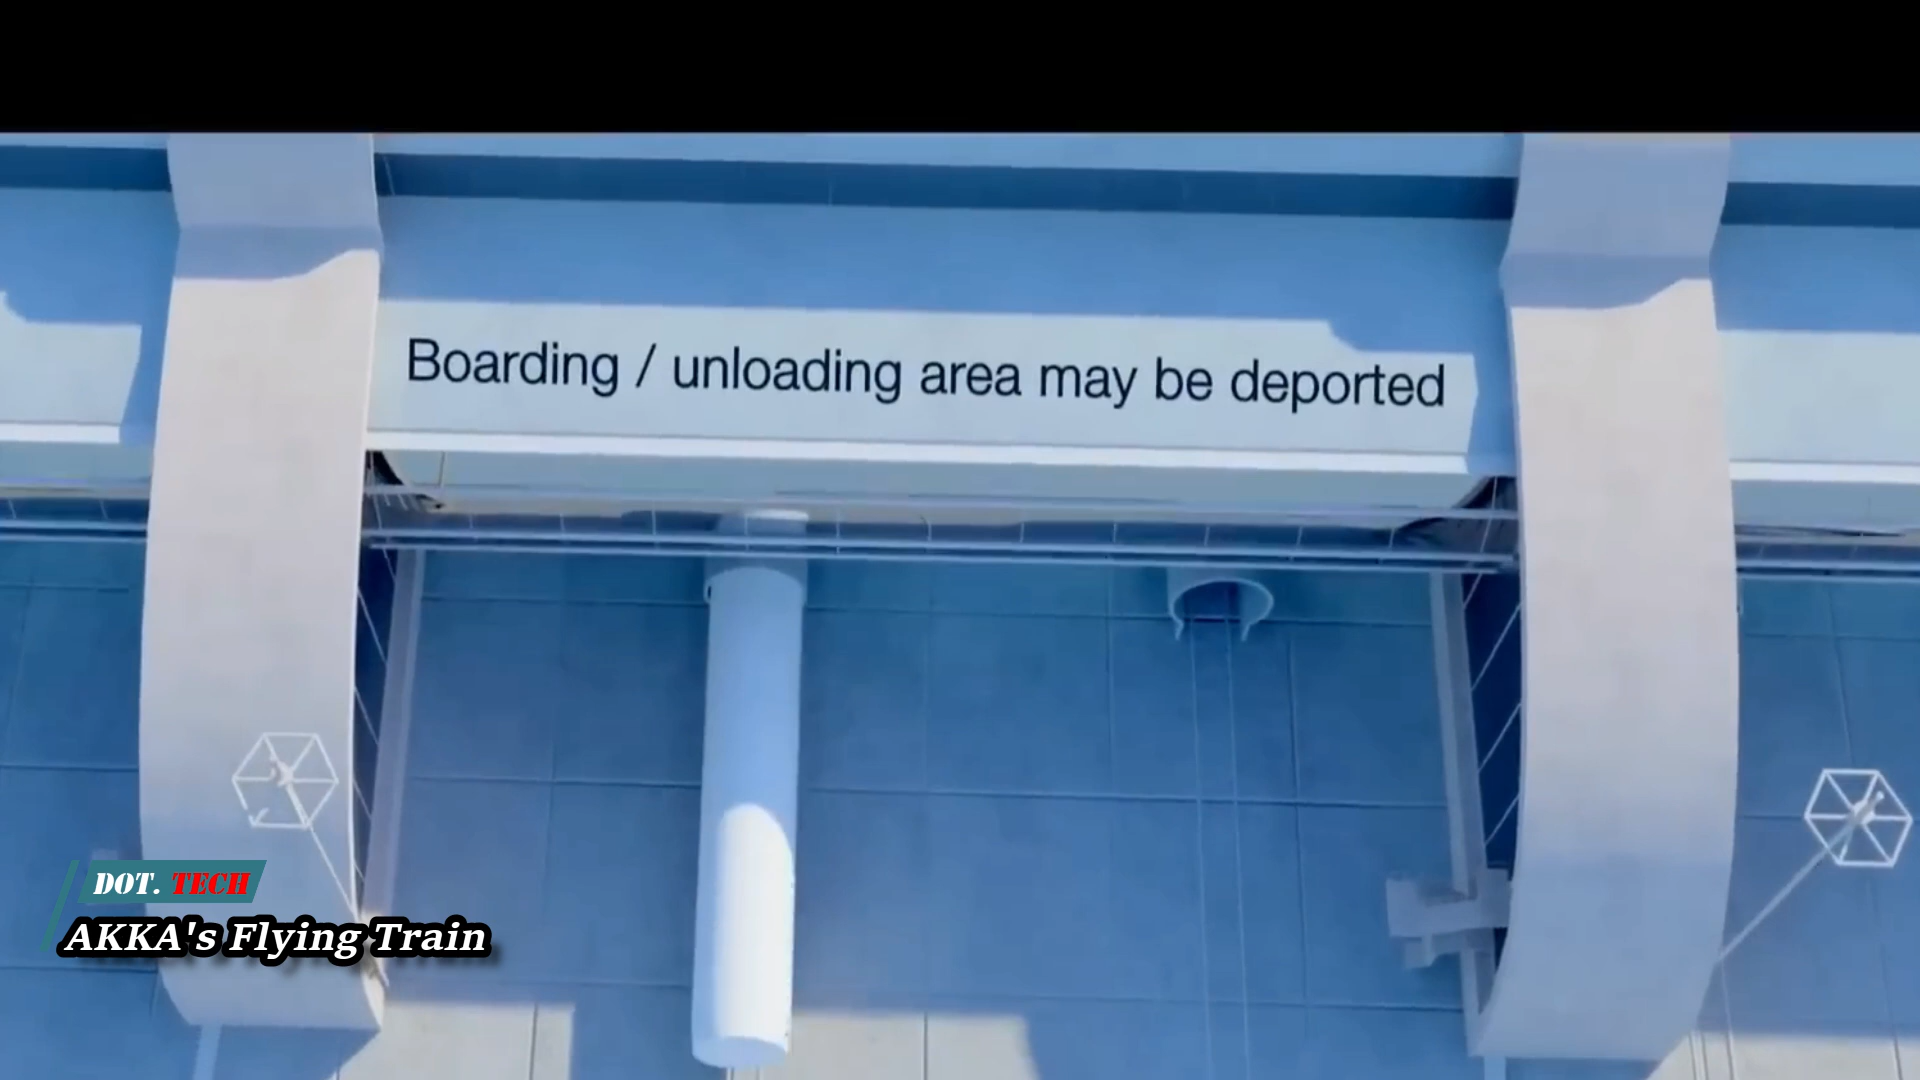 Boarding / unloading area may be deported
DOT. TECH
AKKA's Flying Train